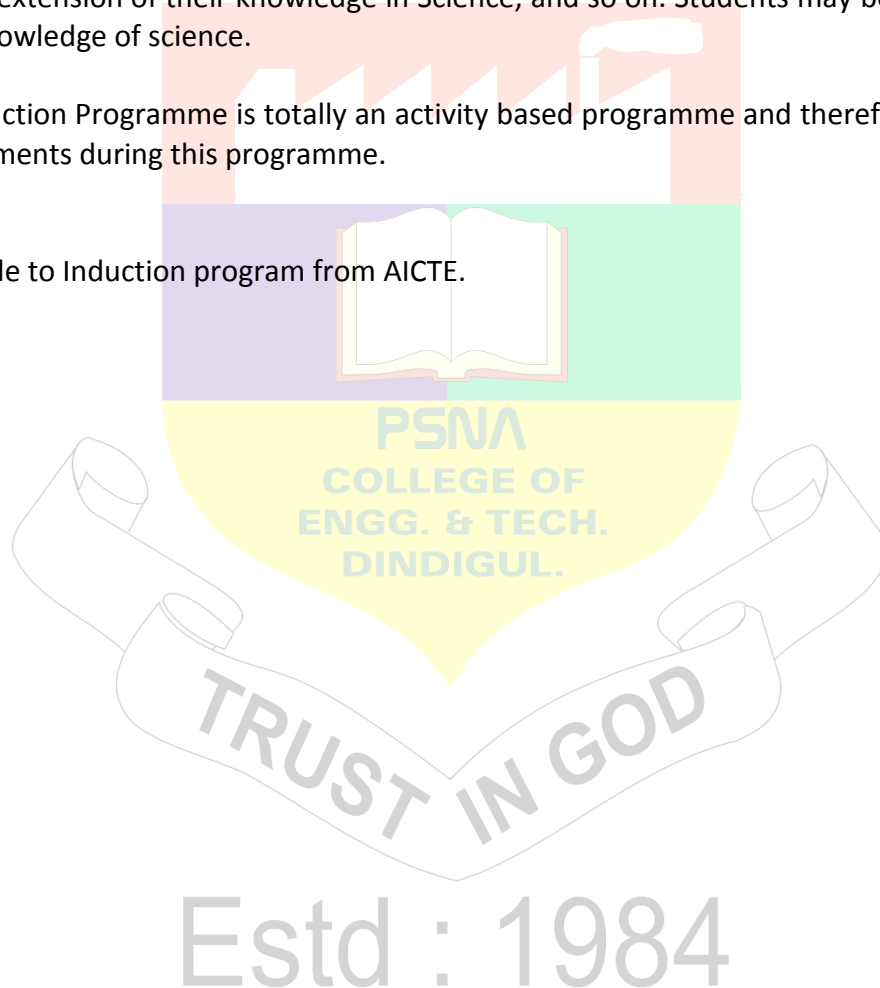 extension of their knowledge in Science, and so on. Students may be
owledge of science.
ction Programme is totally an activity based programme and theref
ments during this programme.
le to Induction program from AICTE.
PSNA
COLLEGE OF
ENGG. & TECH.
DINDIGUL.
TRUST IN GOD
Estd : 1984